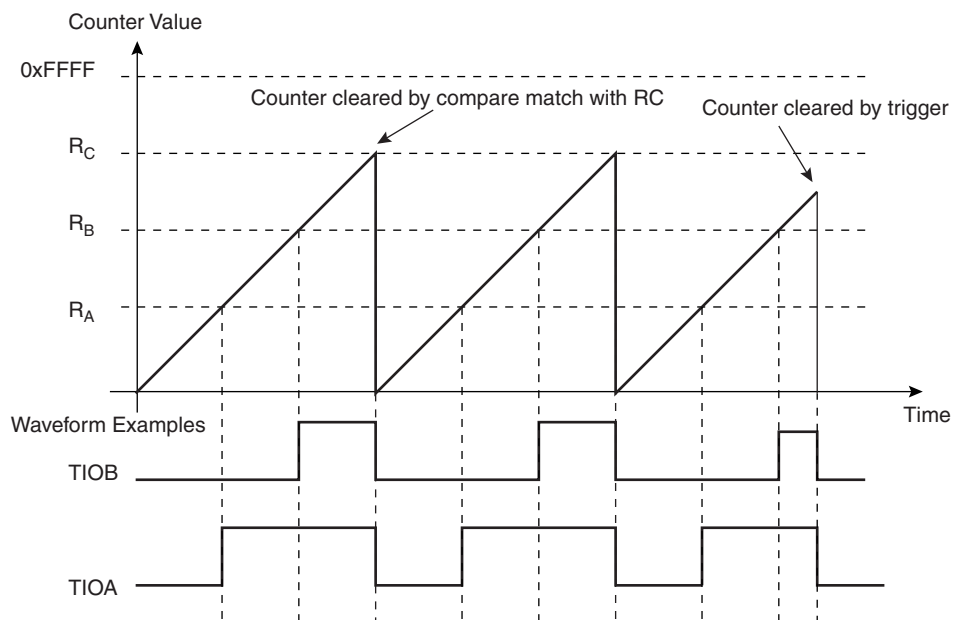 Counter Value
0xFFFF
Counter cleared by compare match with RC
Counter cleared by trigger
RC
RB
RA
Time
Waveform Examples
TIOB
TIOA